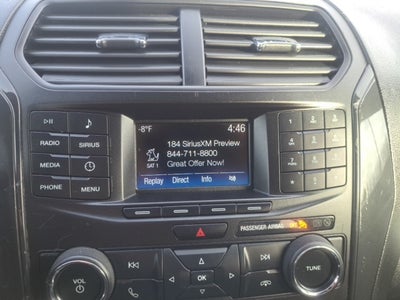 -8°F 4:46
184 SiriusXM Preview
844-711-8800
SAT 1
Great Offer Now!
Replay Direct Info
RADIO SIRIUS
MEDIA
PHONE MENU
PASSENGER AIRBAG
VOL
OK
TUNE